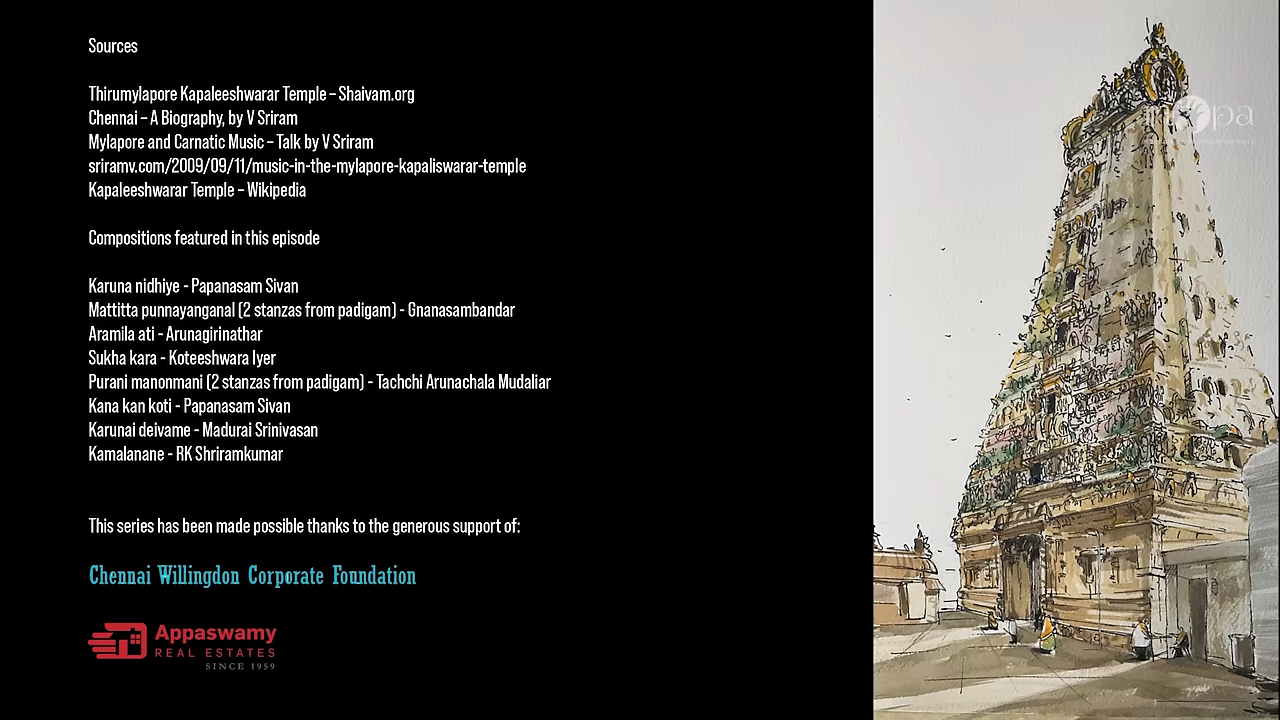 Sources
Thirumylapore Kapaleeshwarar Temple – Shaivam.org
Chennai – A Biography, by V Sriram
Mylapore and Carnatic Music – Talk by V Sriram
sriramv.com/2009/09/11/music-in-the-mylapore-kapaliswarar-temple
Kapaleeshwarar Temple – Wikipedia
Compositions featured in this episode
Karuna nidhiye - Papanasam Sivan
Mattitta punnayanganal (2 stanzas from padigam) - Gnanasambandar
Aramila ati - Arunagirinathar
Sukha kara - Koteeshwara Iyer
Purani manonmani (2 stanzas from padigam) - Tachchi Arunachala Mudaliar
Kana kan koti - Papanasam Sivan
Karunai deivame - Madurai Srinivasan
Kamalanane - RK Shriramkumar
This series has been made possible thanks to the generous support of:
Chennai Willingdon Corporate Foundation
Appaswamy
REAL ESTATES
SINCE 1959